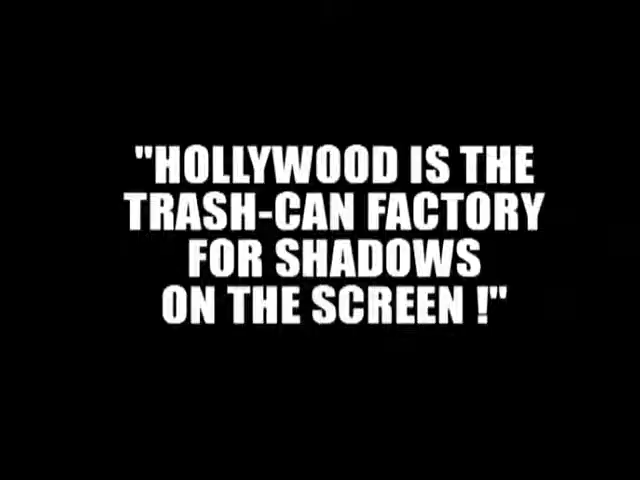 "HOLLYWOOD IS THE
TRASH-CAN FACTORY
FOR SHADOWS
ON THE SCREEN !"